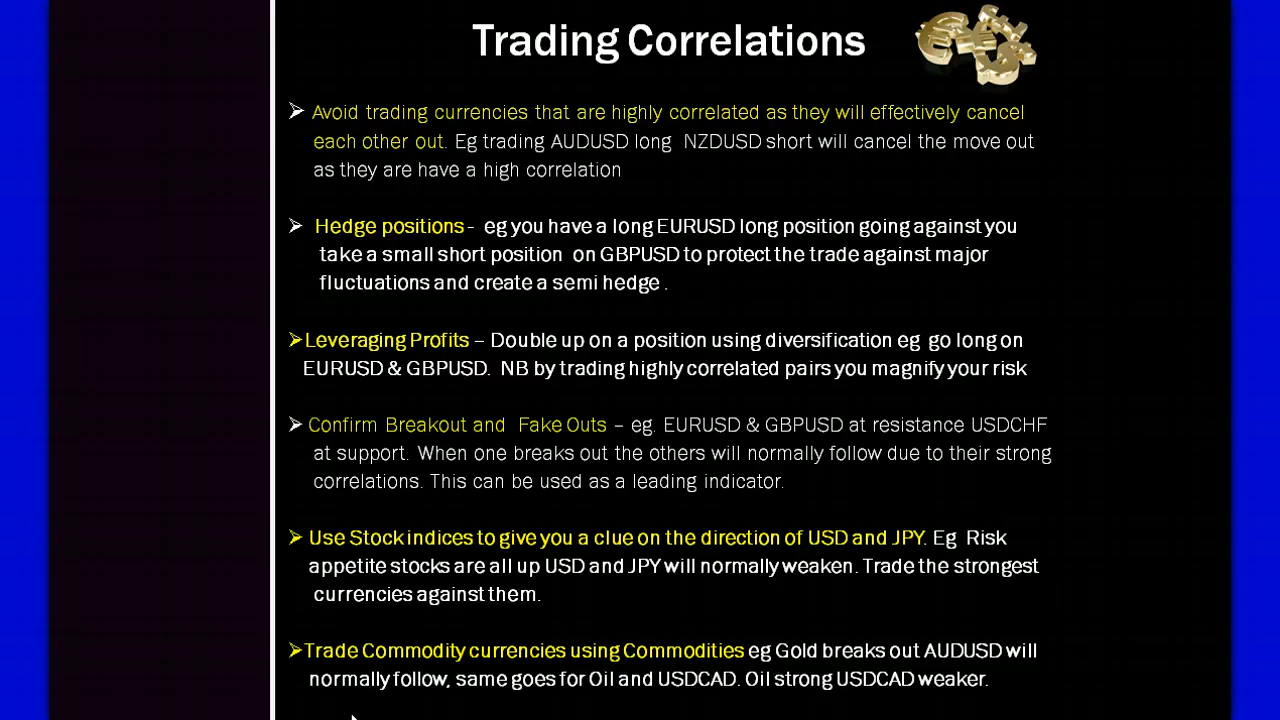 Trading Correlations
Avoid trading currencies that are highly correlated as they will effectively cancel
each other out. Eg trading AUDUSD long NZDUSD short will cancel the move out
as they are have a high correlation
Hedge positions - eg you have a long EURUSD long position going against you
take a small short position on GBPUSD to protect the trade against major
fluctuations and create a semi hedge .
Leveraging Profits – Double up on a position using diversification eg go long on
EURUSD & GBPUSD. NB by trading highly correlated pairs you magnify your risk
Confirm Breakout and Fake Outs – eg. EURUSD & GBPUSD at resistance USDCHF
at support. When one breaks out the others will normally follow due to their strong
correlations. This can be used as a leading indicator.
Use Stock indices to give you a clue on the direction of USD and JPY. Eg Risk
appetite stocks are all up USD and JPY will normally weaken. Trade the strongest
currencies against them.
Trade Commodity currencies using Commodities eg Gold breaks out AUDUSD will
normally follow, same goes for Oil and USDCAD. Oil strong USDCAD weaker.